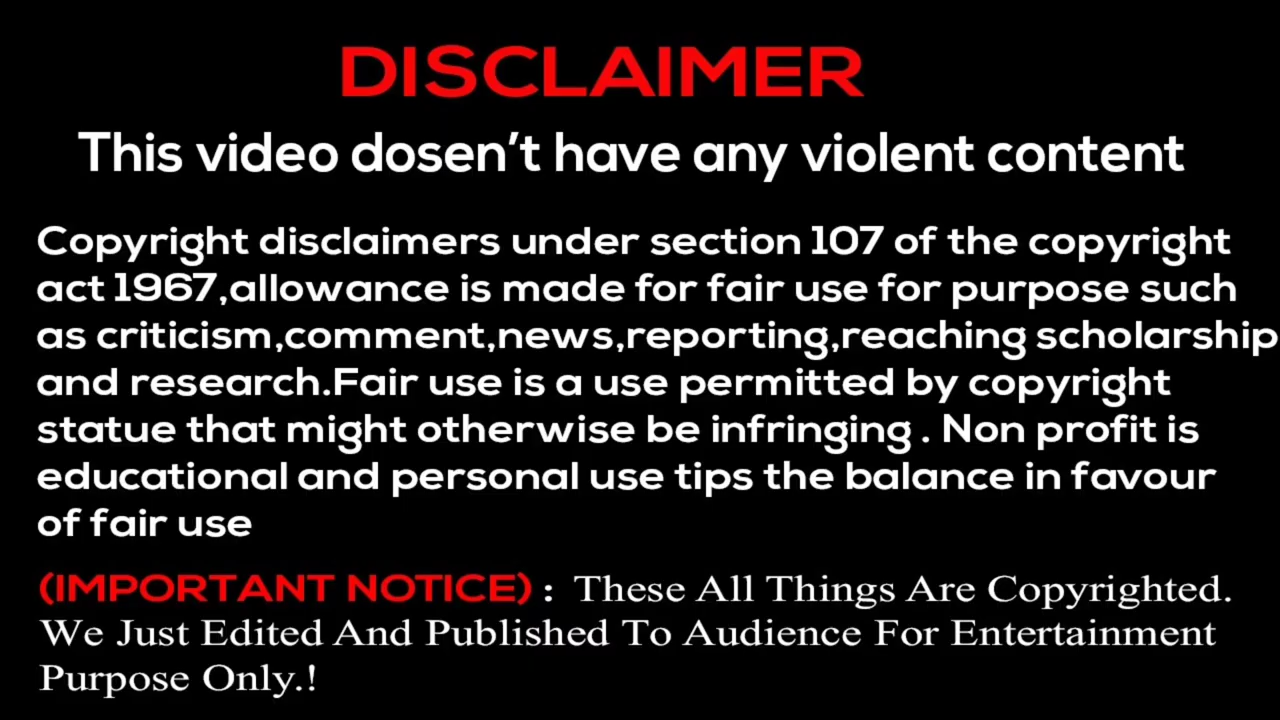 DISCLAIMER
This video dosen’t have any violent content
Copyright disclaimers under section 107 of the copyright
act 1967,allowance is made for fair use for purpose such
as criticism,comment,news,reporting,reaching scholarship
and research.Fair use is a use permitted by copyright
statue that might otherwise be infringing . Non profit is
educational and personal use tips the balance in favour
of fair use
(IMPORTANT NOTICE) : These All Things Are Copyrighted.
We Just Edited And Published To Audience For Entertainment
Purpose Only.!